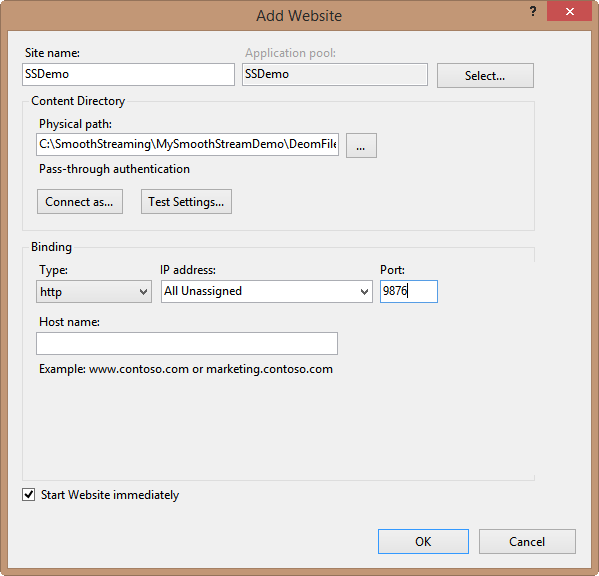 Add Website
?
Site name:
Application pool:
SSDemo
SSDemo
Select...
Content Directory
Physical path:
C:\SmoothStreaming\MySmoothStreamDemo\DeomFile
...
Pass-through authentication
Connect as...
Test Settings...
Binding
Type:
IP address:
Port:
http
All Unassigned
9876
Host name:
Example: www.contoso.com or marketing.contoso.com
Start Website immediately
OK
Cancel